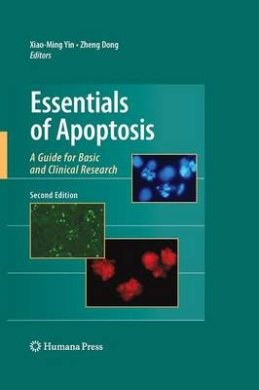 Xiao-Ming Yin · Zheng Dong
Editors
Essentials
of Apoptosis
A Guide for Basic
and Clinical Research
Second Edition
Humana Press